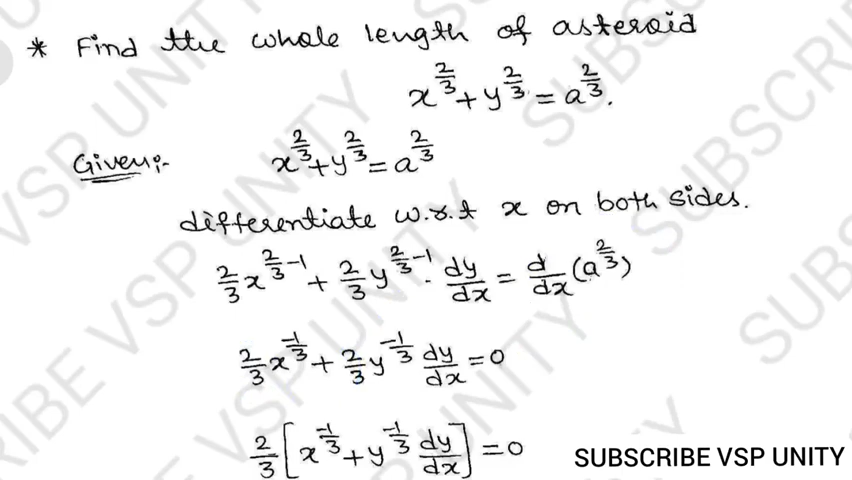 * Find the whole length of asteroid
x^{2/3} + y^{2/3} = a^{2/3}.
Given:- x^{2/3} + y^{2/3} = a^{2/3}
differentiate w.r.t x on both sides.
2/3 x^{2/3 - 1} + 2/3 y^{2/3 - 1} · dy/dx = d/dx (a^{2/3})
2/3 x^{-1/3} + 2/3 y^{-1/3} dy/dx = 0
2/3 [x^{-1/3} + y^{-1/3} dy/dx] = 0
SUBSCRIBE VSP UNITY